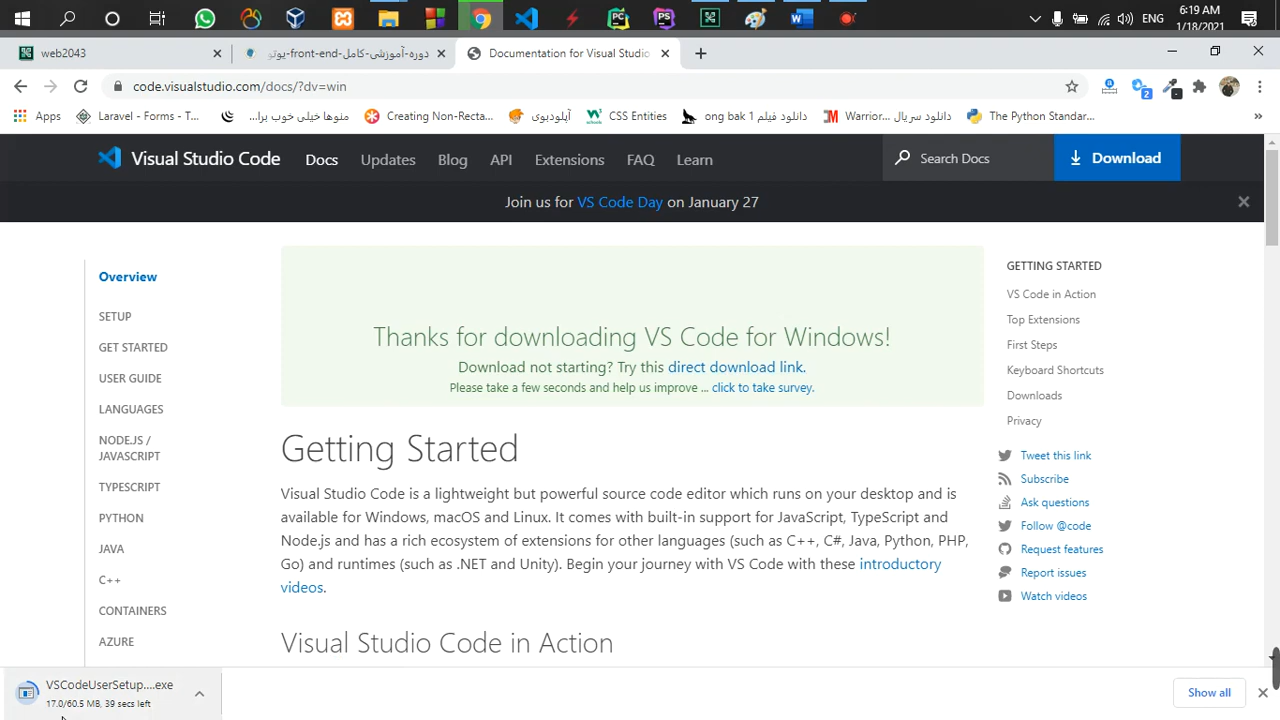 ENG
6:19 AM
1/18/2021
web2043
دوره-آموزشی-کامل-front-end-یوتیو
Documentation for Visual Studio
code.visualstudio.com/docs/?dv=win
2
Apps
Laravel - Forms - T...
منوها خیلی خوب یرا...
Creating Non-Recta...
آپلودیوی
CSS Entities
دانلود فیلم ong bak 1
دانلود سریال Warrior...
The Python Standar...
»
Visual Studio Code
Docs
Updates
Blog
API
Extensions
FAQ
Learn
Search Docs
Download
Join us for VS Code Day on January 27
Overview
SETUP
GET STARTED
USER GUIDE
LANGUAGES
NODE.JS /
JAVASCRIPT
TYPESCRIPT
PYTHON
JAVA
C++
CONTAINERS
AZURE
Thanks for downloading VS Code for Windows!
Download not starting? Try this direct download link.
Please take a few seconds and help us improve ... click to take survey.
Getting Started
Visual Studio Code is a lightweight but powerful source code editor which runs on your desktop and is
available for Windows, macOS and Linux. It comes with built-in support for JavaScript, TypeScript and
Node.js and has a rich ecosystem of extensions for other languages (such as C++, C#, Java, Python, PHP,
Go) and runtimes (such as .NET and Unity). Begin your journey with VS Code with these introductory
videos.
Visual Studio Code in Action
GETTING STARTED
VS Code in Action
Top Extensions
First Steps
Keyboard Shortcuts
Downloads
Privacy
Tweet this link
Subscribe
Ask questions
Follow @code
Request features
Report issues
Watch videos
VSCodeUserSetup....exe
17.0/60.5 MB, 39 secs left
Show all